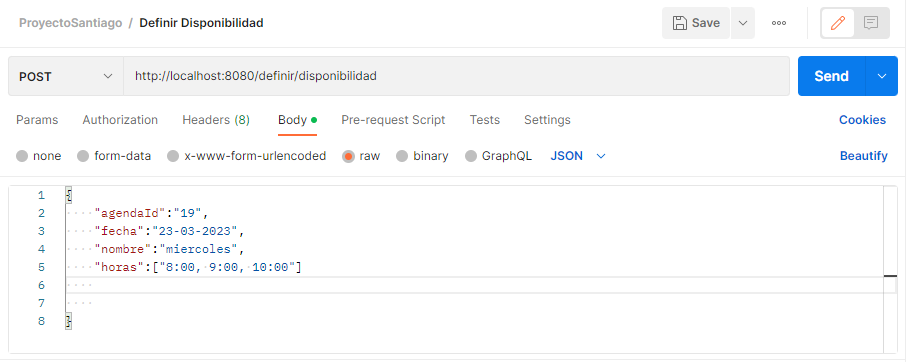 ProyectoSantiago / Definir Disponibilidad
Save
POST
http://localhost:8080/definir/disponibilidad
Send
Params Authorization Headers (8) Body Pre-request Script Tests Settings Cookies
none form-data x-www-form-urlencoded raw binary GraphQL JSON Beautify
1 {
2 "agendaId":"19",
3 "fecha":"23-03-2023",
4 "nombre":"miercoles",
5 "horas":["8:00, 9:00, 10:00"]
6
7
8 }